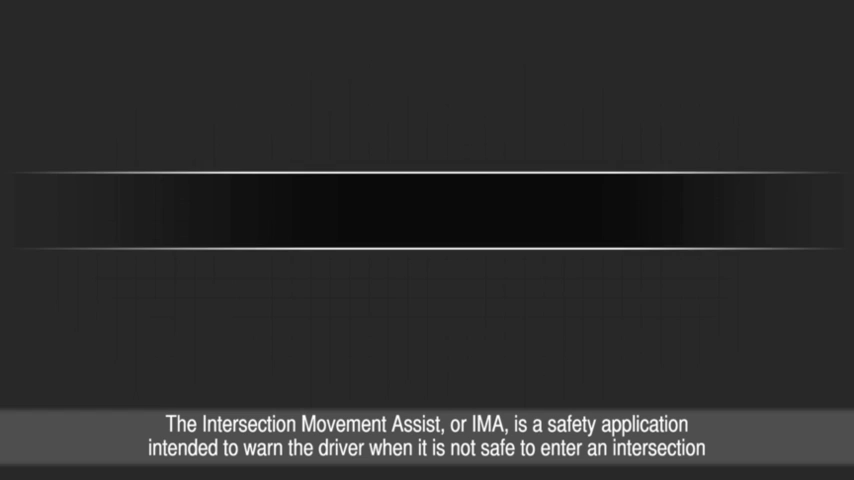 The Intersection Movement Assist, or IMA, is a safety application
intended to warn the driver when it is not safe to enter an intersection